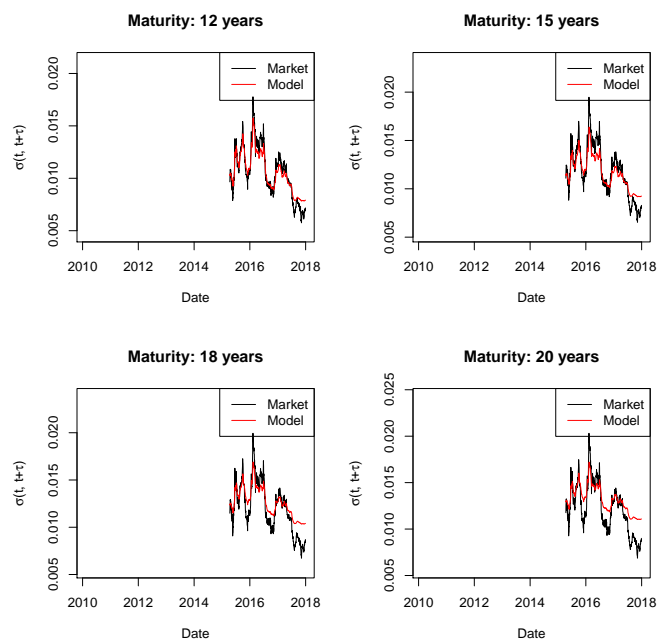 Maturity: 12 years
σ(t, t+τ)
0.005 0.010 0.015 0.020
Market
Model
2010 2012 2014 2016 2018
Date
Maturity: 15 years
σ(t, t+τ)
0.005 0.010 0.015 0.020
Market
Model
2010 2012 2014 2016 2018
Date
Maturity: 18 years
σ(t, t+τ)
0.005 0.010 0.015 0.020
Market
Model
2010 2012 2014 2016 2018
Date
Maturity: 20 years
σ(t, t+τ)
0.005 0.010 0.015 0.020 0.025
Market
Model
2010 2012 2014 2016 2018
Date